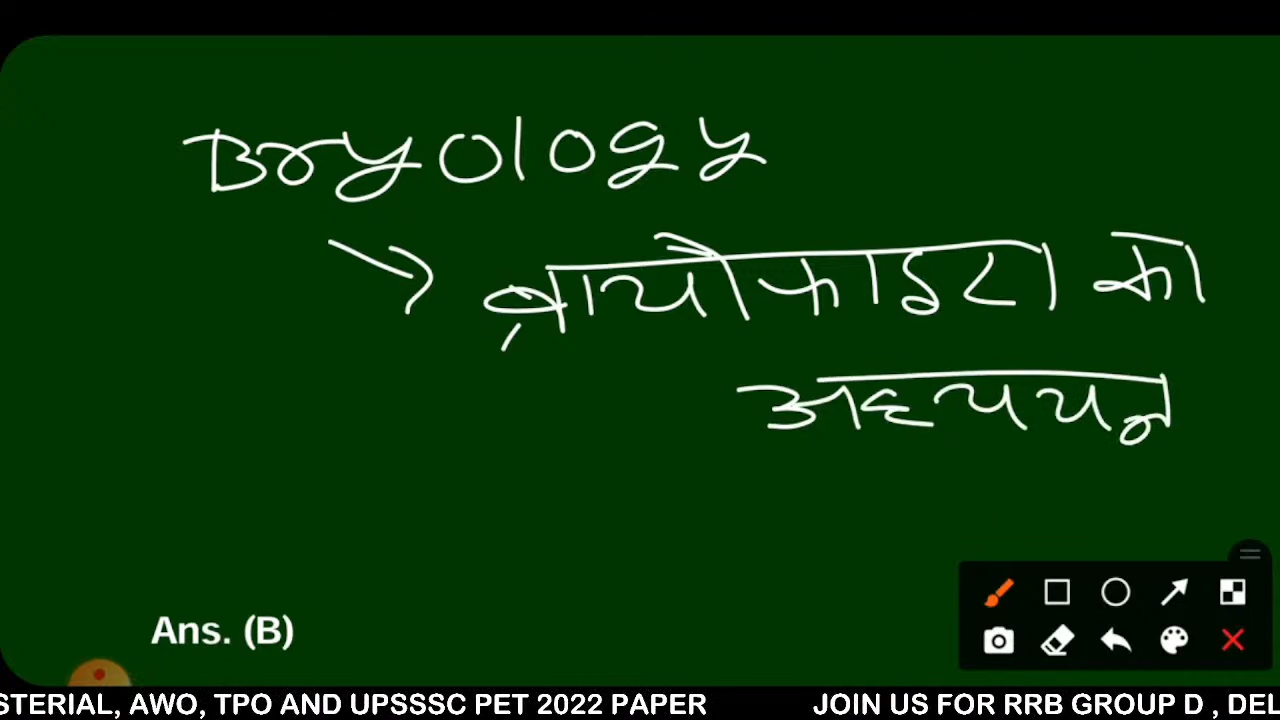 Bryology
→ ब्रायोफाइटा का
अध्ययन
Ans. (B)
STERIAL, AWO, TPO AND UPSSSC PET 2022 PAPER JOIN US FOR RRB GROUP D , DEL